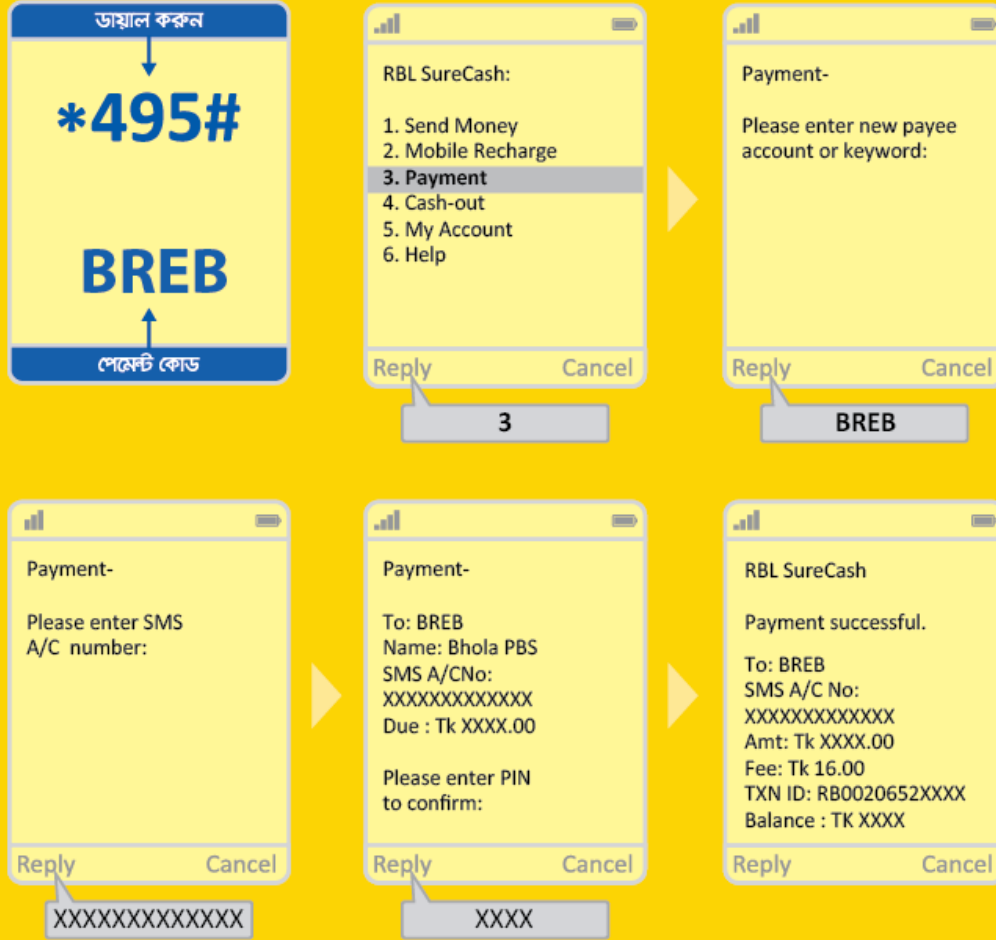 ডায়াল করুন
*495#
BREB
পেমেন্ট কোড
RBL SureCash:
1. Send Money
2. Mobile Recharge
3. Payment
4. Cash-out
5. My Account
6. Help
Reply Cancel
3
Payment-
Please enter new payee
account or keyword:
Reply Cancel
BREB
Payment-
Please enter SMS
A/C number:
Reply Cancel
XXXXXXXXXXXXX
Payment-
To: BREB
Name: Bhola PBS
SMS A/CNo:
XXXXXXXXXXXXX
Due : Tk XXXX.00
Please enter PIN
to confirm:
Reply Cancel
XXXX
RBL SureCash
Payment successful.
To: BREB
SMS A/C No:
XXXXXXXXXXXXX
Amt: Tk XXXX.00
Fee: Tk 16.00
TXN ID: RB0020652XXXX
Balance : TK XXXX
Reply Cancel